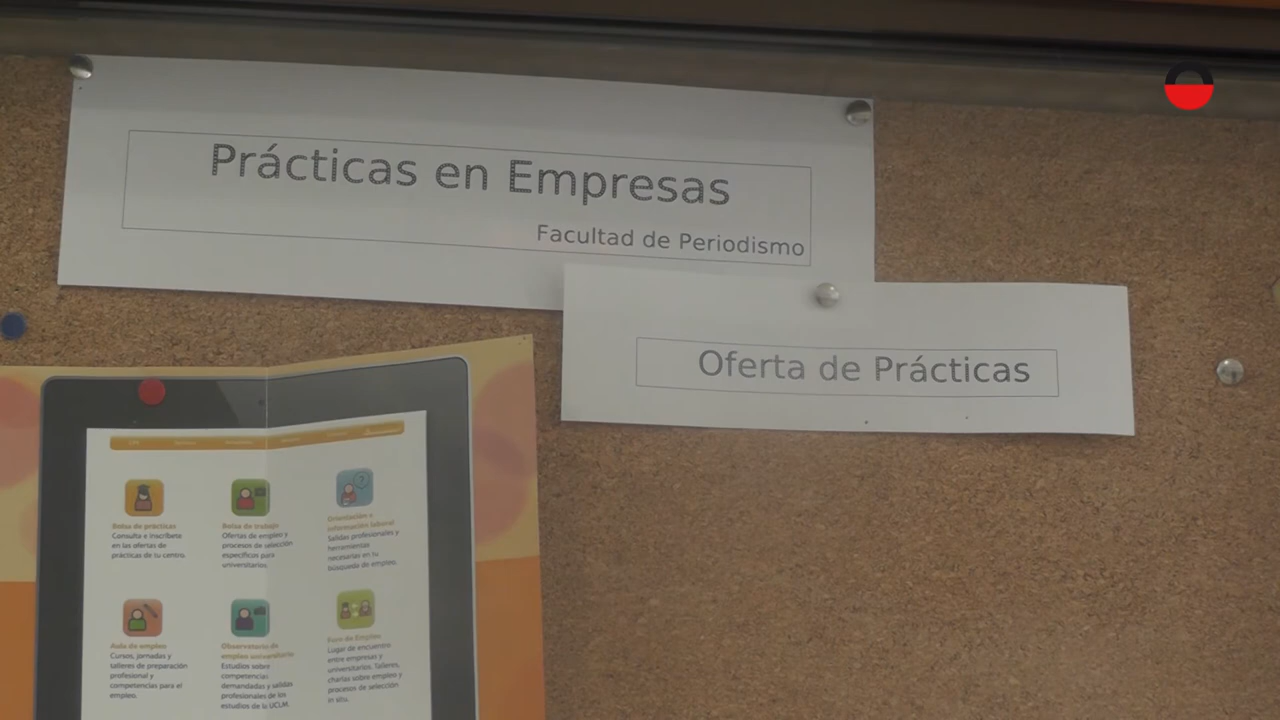 Prácticas en Empresas
Facultad de Periodismo
Oferta de Prácticas
Bolsa de prácticas
Consulta e inscríbete
en las ofertas de
prácticas de tu centro.
Bolsa de trabajo
Ofertas de empleo y
procesos de selección
específicos para
universitarios.
Orientación e
información laboral
Salidas profesionales y
herramientas
necesarias en tu
búsqueda de empleo.
Aula de empleo
Cursos, jornadas y
talleres de preparación
profesional y
competencias para el
empleo.
Observatorio de
empleo universitario
Estudios sobre
competencias
demandadas y salidas
profesionales de los
estudios de la UCLM.
Foro de Empleo
Lugar de encuentro
entre empresas y
universitarios. Talleres,
charlas sobre empleo y
procesos de selección
in situ.